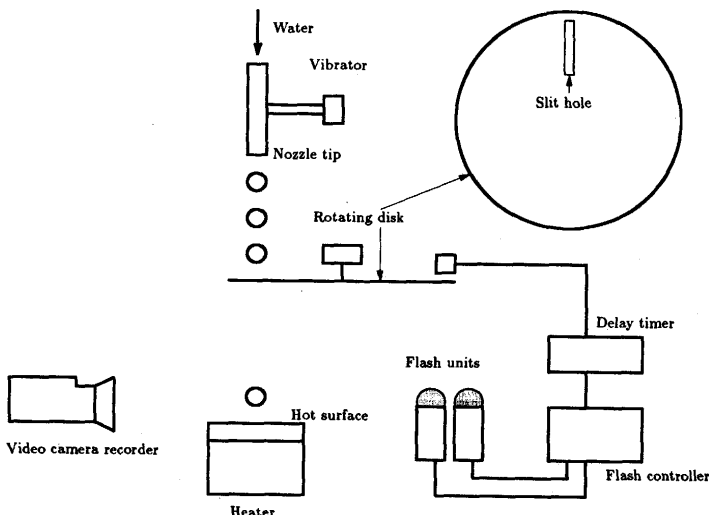 Water
Vibrator
Slit hole
Nozzle tip
Rotating disk
Delay timer
Flash units
Hot surface
Video camera recorder
Flash controller
Heater